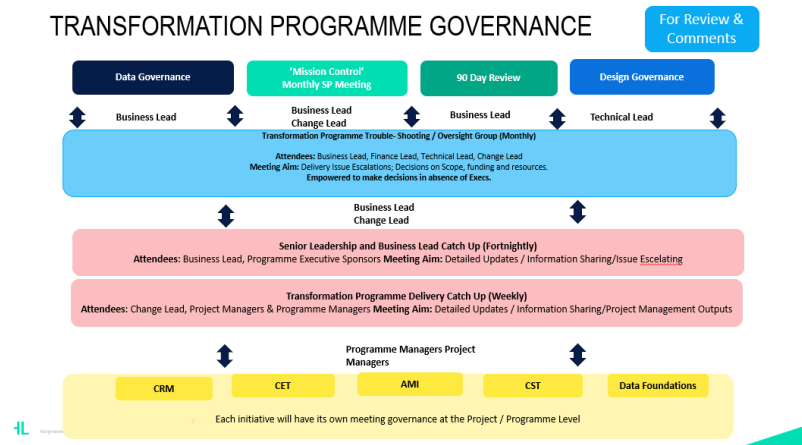 TRANSFORMATION PROGRAMME GOVERNANCE
For Review &
Comments
Data Governance
‘Mission Control’
Monthly SP Meeting
90 Day Review
Design Governance
Business Lead
Business Lead
Change Lead
Business Lead
Technical Lead
Transformation Programme Trouble- Shooting / Oversight Group (Monthly)
Attendees: Business Lead, Finance Lead, Technical Lead, Change Lead
Meeting Aim: Delivery Issue Escalations; Decisions on Scope, funding and resources.
Empowered to make decisions in absence of Execs.
Business Lead
Change Lead
Senior Leadership and Business Lead Catch Up (Fortnightly)
Attendees: Business Lead, Programme Executive Sponsors Meeting Aim: Detailed Updates / Information Sharing/Issue Escelating
Transformation Programme Delivery Catch Up (Weekly)
Attendees: Change Lead, Project Managers & Programme Managers Meeting Aim: Detailed Updates / Information Sharing/Project Management Outputs
Programme Managers Project
Managers
CRM
CET
AMI
CST
Data Foundations
Each initiative will have its own meeting governance at the Project / Programme Level
HL